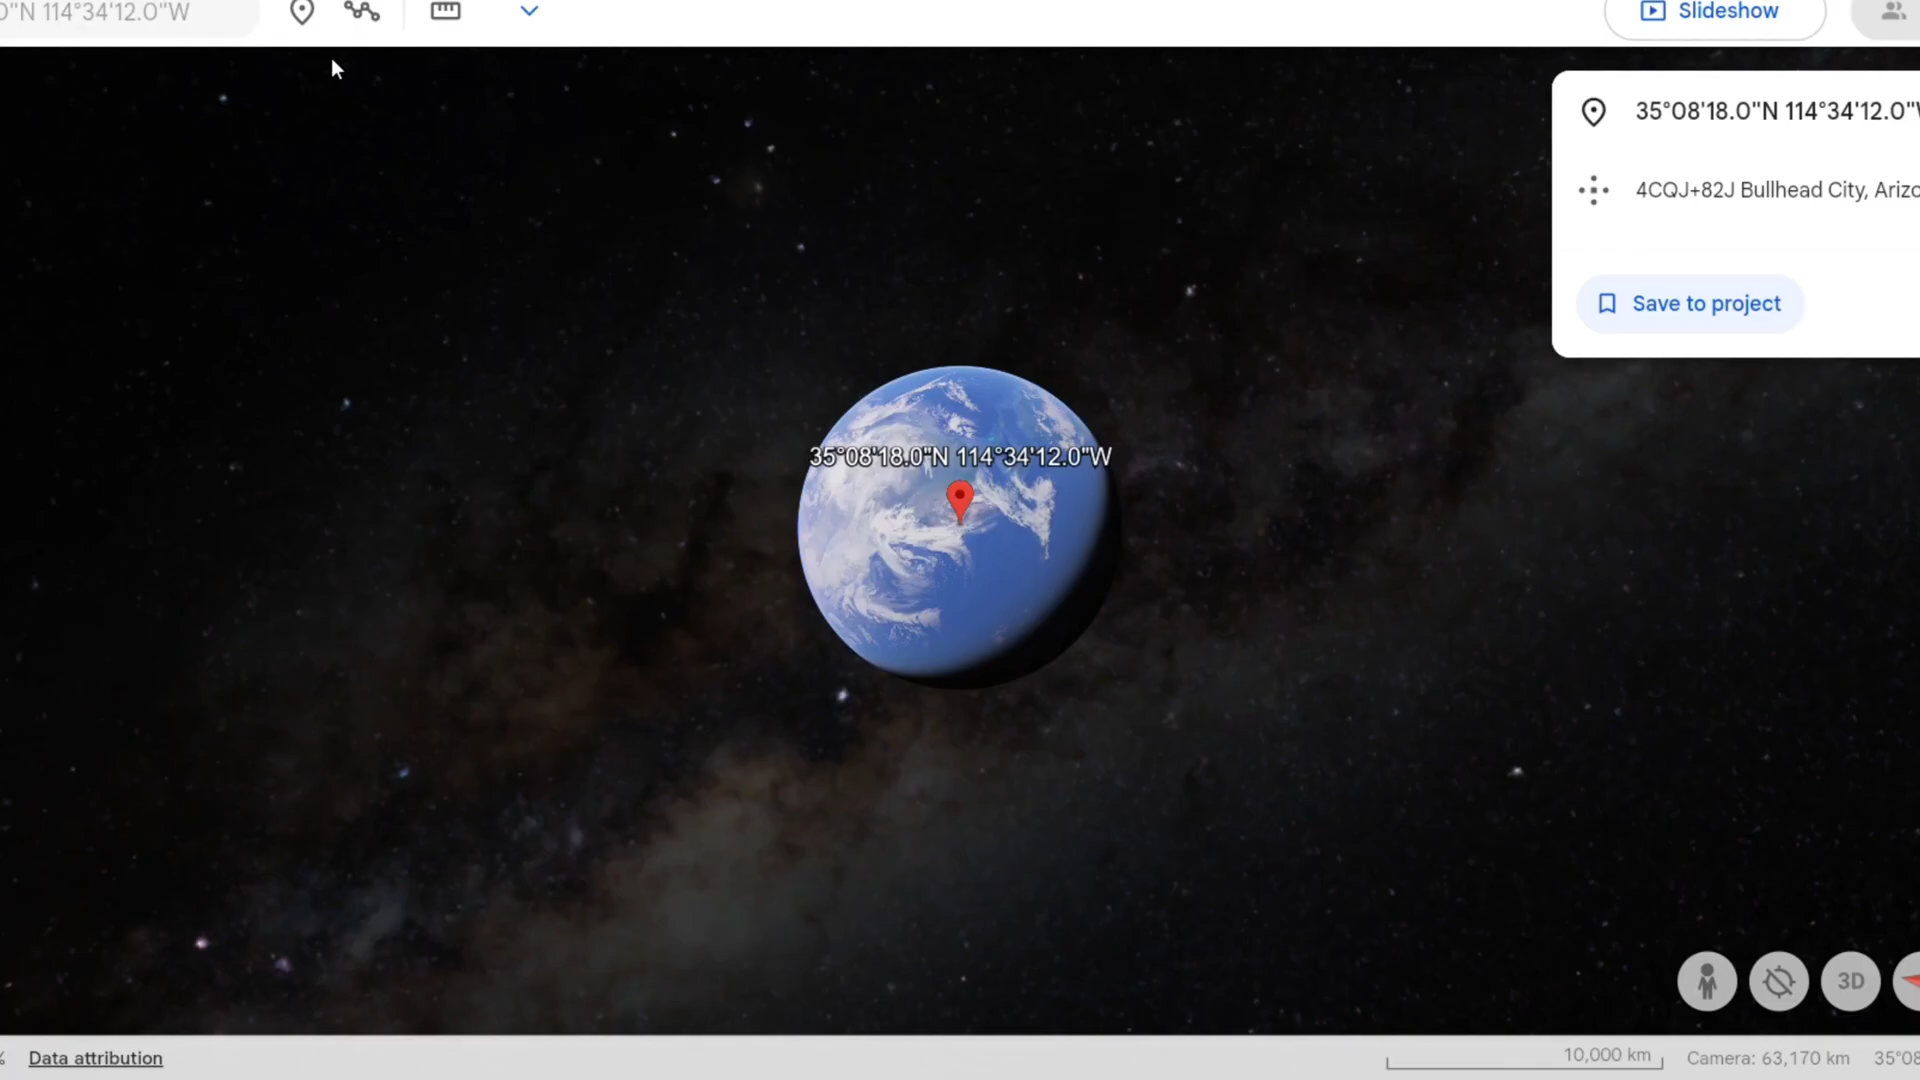 0"N 114°34'12.0"W
Slideshow
35°08'18.0"N 114°34'12.0"W
4CQJ+82J Bullhead City, Arizo
Save to project
35°08'18.0"N 114°34'12.0"W
3D
% Data attribution
10,000 km
Camera: 63,170 km
35°08